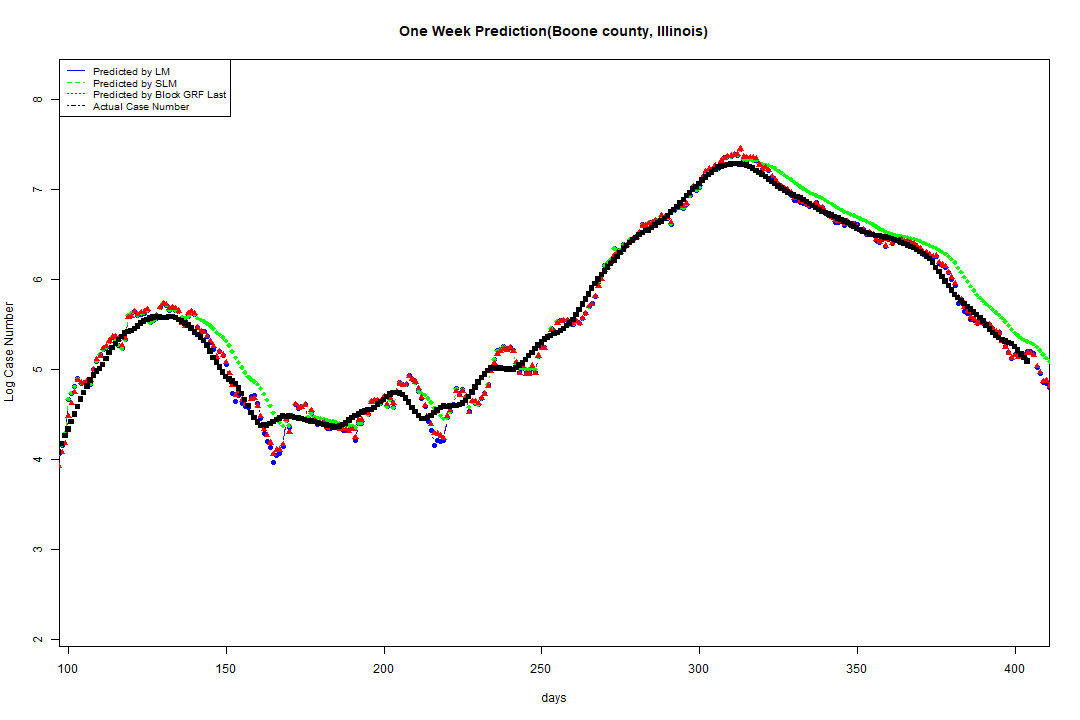 One Week Prediction(Boone county, Illinois)
Predicted by LM
Predicted by SLM
Predicted by Block GRF Last
Actual Case Number
8
7
6
5
4
3
2
Log Case Number
100 150 200 250 300 350 400
days